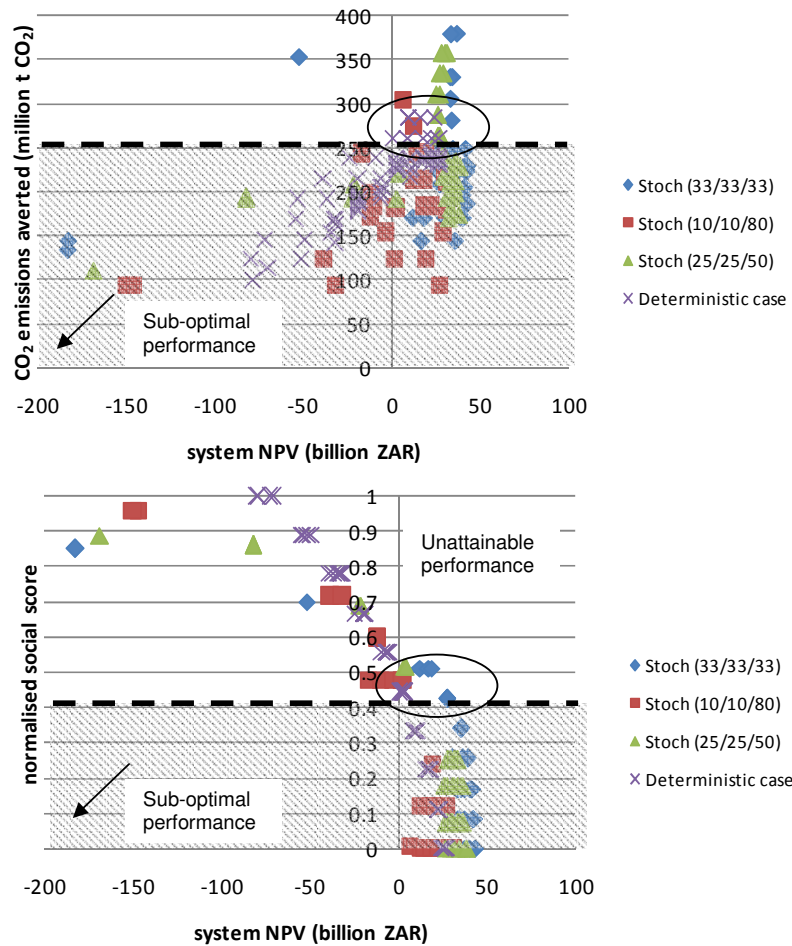 CO2 emissions averted (million t CO2)
400
350
300
250
200
150
100
50
0
Sub-optimal
performance
-200 -150 -100 -50 0 50 100
system NPV (billion ZAR)
Stoch (33/33/33)
Stoch (10/10/80)
Stoch (25/25/50)
Deterministic case
normalised social score
1
0.9
0.8
0.7
0.6
0.5
0.4
0.3
0.2
0.1
0
Unattainable
performance
Sub-optimal
performance
-200 -150 -100 -50 0 50 100
system NPV (billion ZAR)
Stoch (33/33/33)
Stoch (10/10/80)
Stoch (25/25/50)
Deterministic case